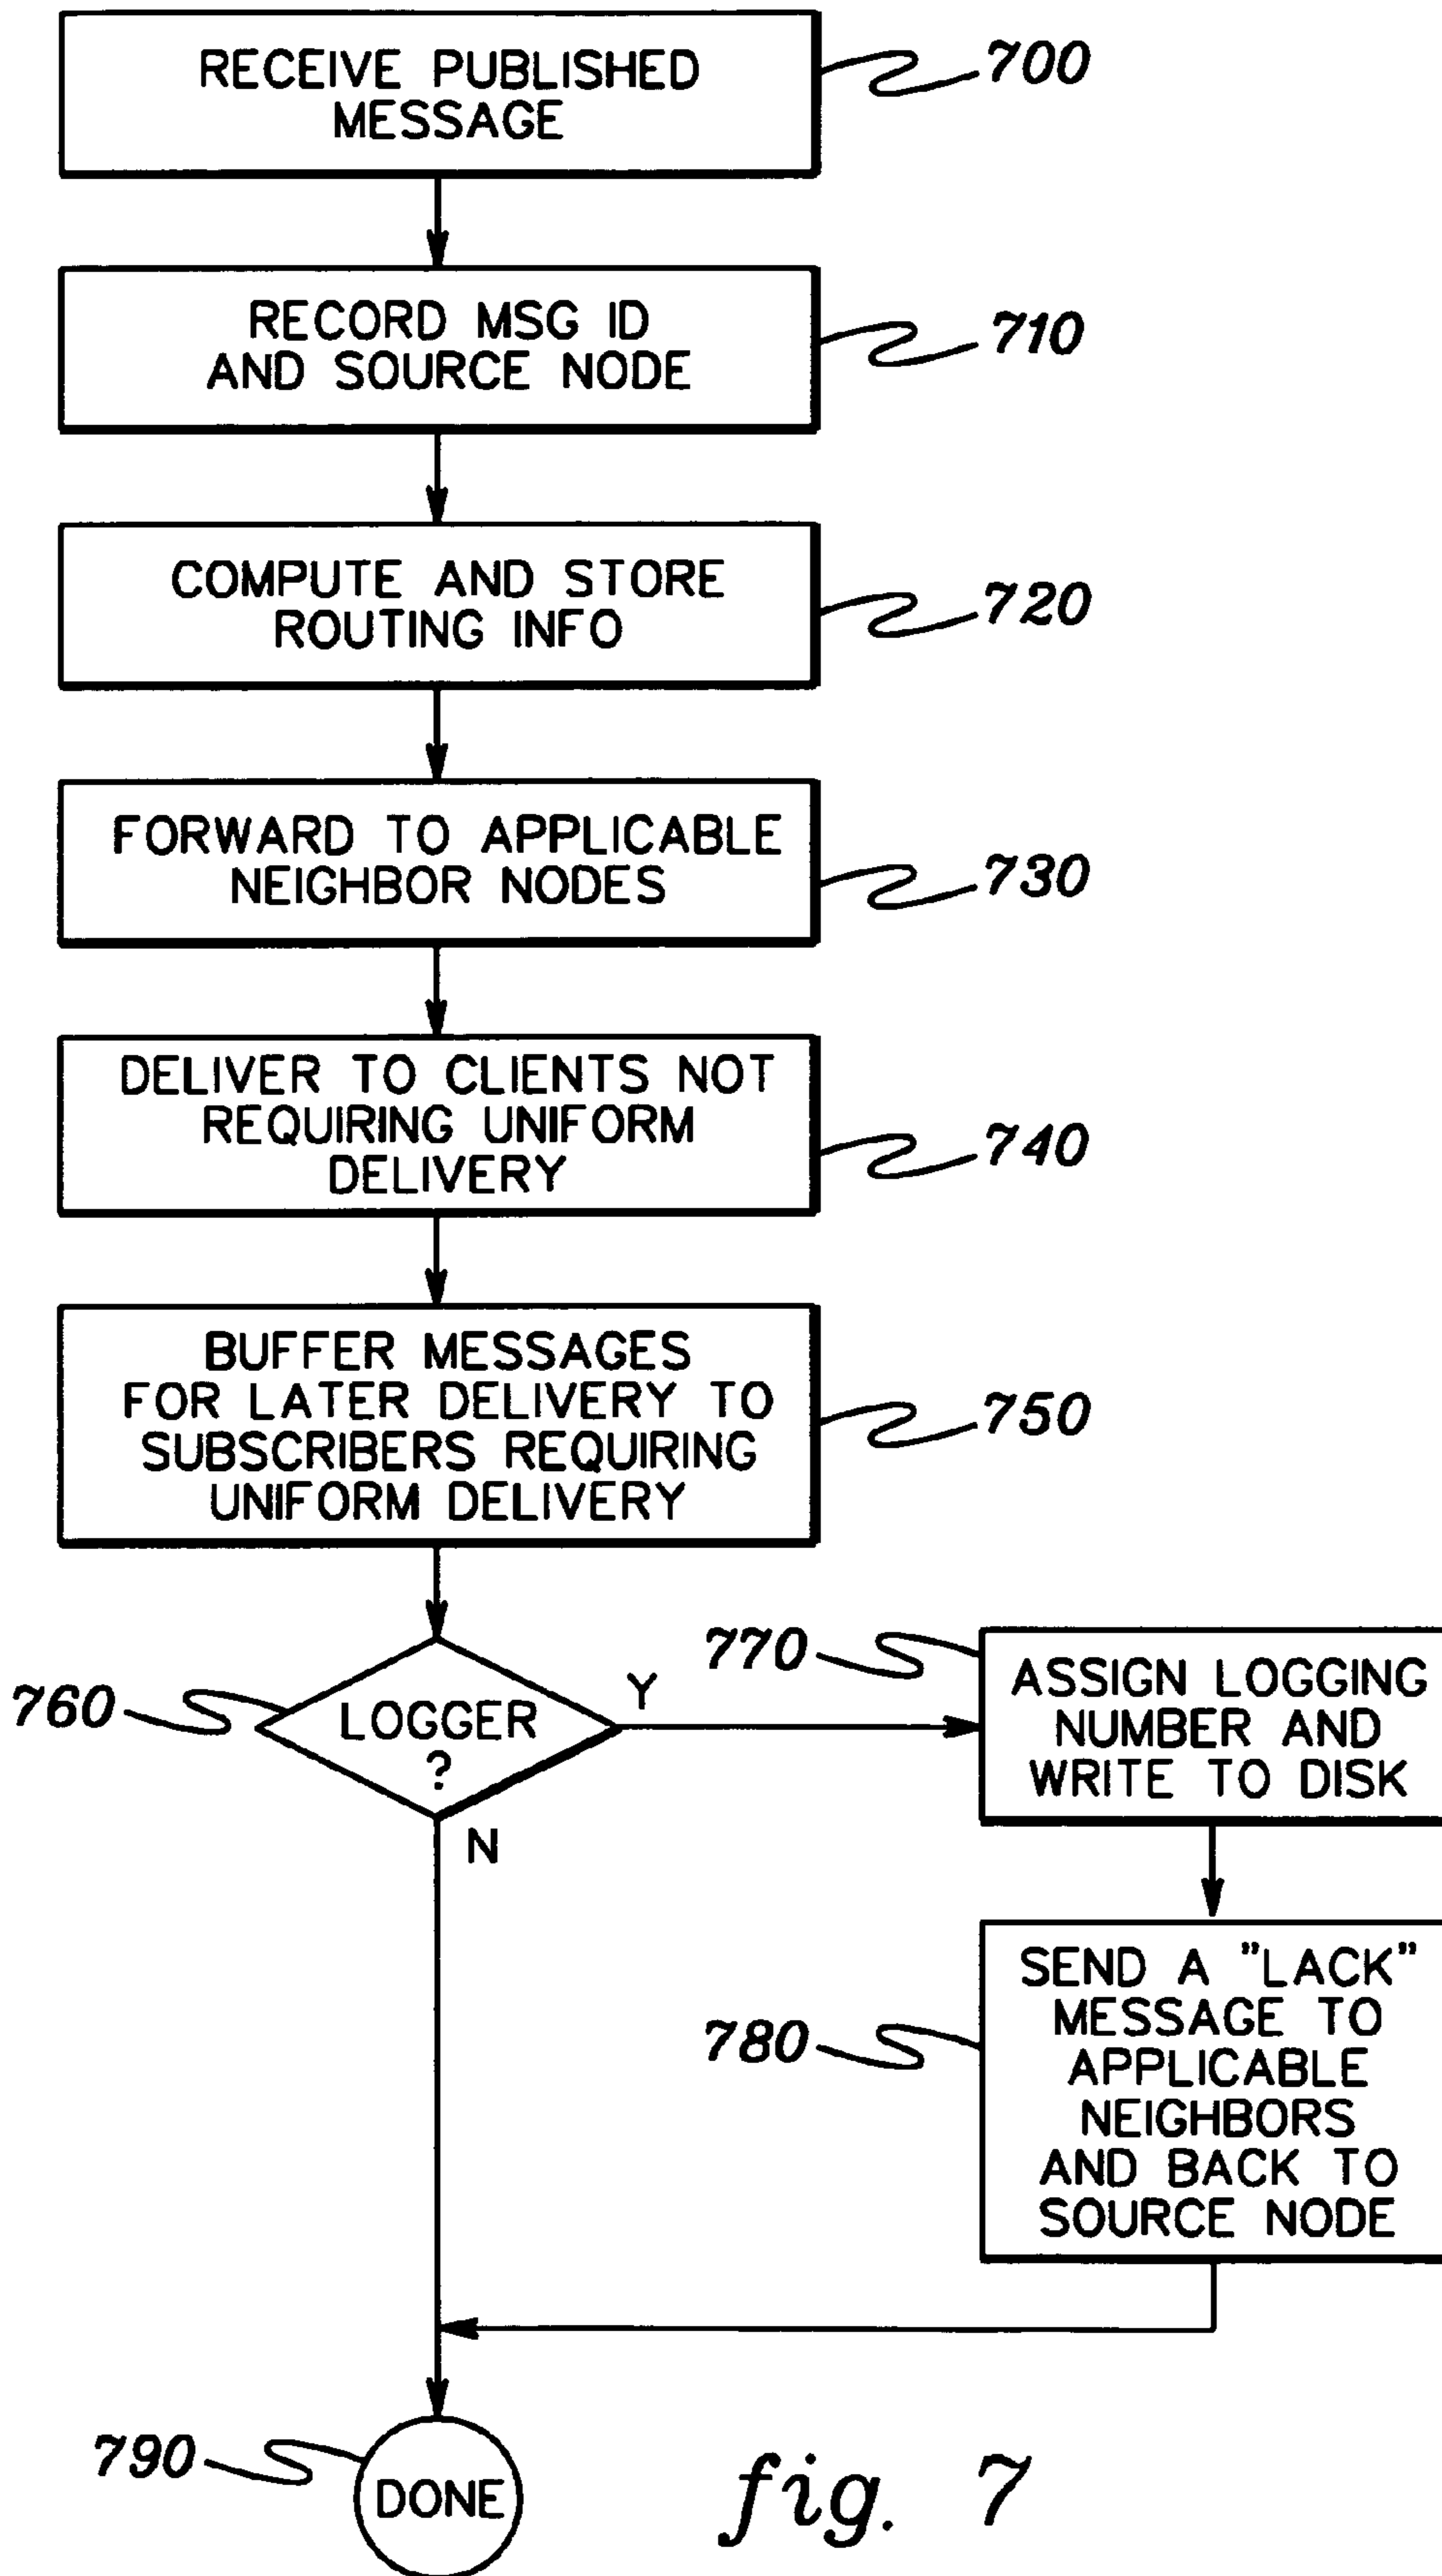 RECEIVE PUBLISHED
MESSAGE
700
RECORD MSG ID
AND SOURCE NODE
710
COMPUTE AND STORE
ROUTING INFO
720
FORWARD TO APPLICABLE
NEIGHBOR NODES
730
DELIVER TO CLIENTS NOT
REQUIRING UNIFORM
DELIVERY
740
BUFFER MESSAGES
FOR LATER DELIVERY TO
SUBSCRIBERS REQUIRING
UNIFORM DELIVERY
750
760
LOGGER
?
Y
N
770
ASSIGN LOGGING
NUMBER AND
WRITE TO DISK
780
SEND A "LACK"
MESSAGE TO
APPLICABLE
NEIGHBORS
AND BACK TO
SOURCE NODE
790
DONE
fig. 7